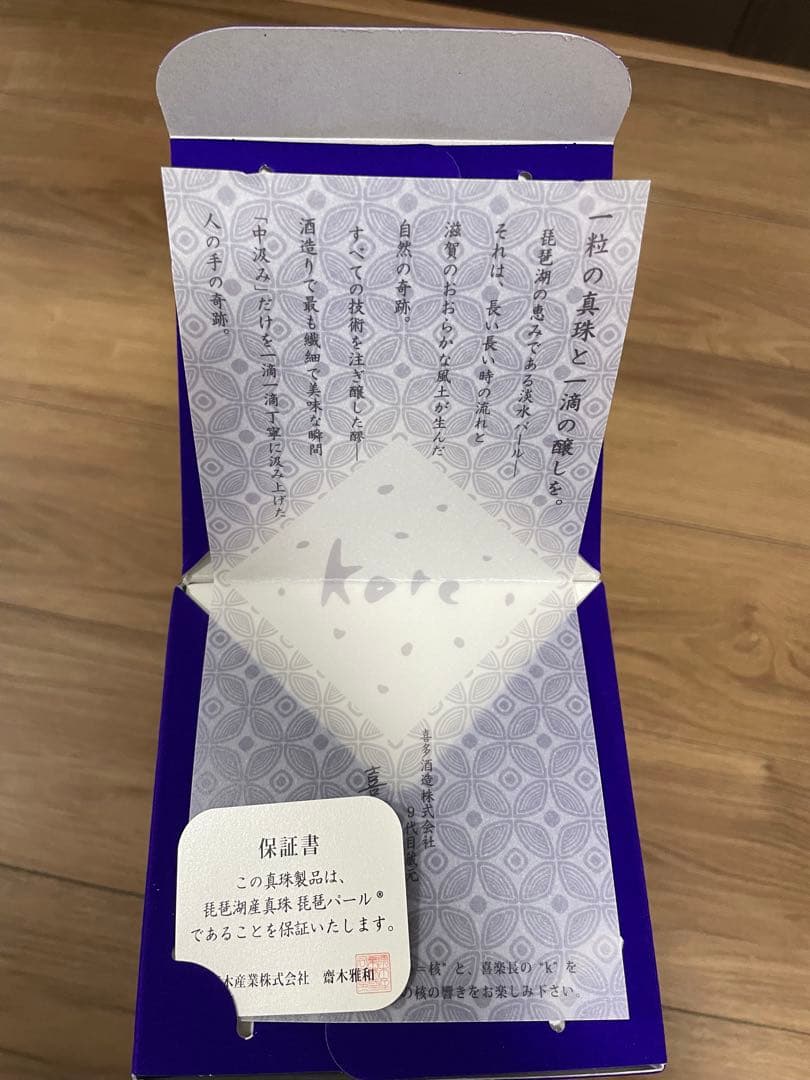 一粒の真珠と一滴の醸しを。
琵琶湖の恵みである淡水パール―
それは、長い長い時の流れと
滋賀のおおらかな風土が生んだ
自然の奇跡。
すべての技術を注ぎ醸した醪―
酒造りで最も繊細で美味な瞬間
「中汲み」だけを一滴一滴丁寧に汲み上げた
人の手の奇跡。
kore
喜多酒造株式会社
9代目蔵元
喜
保証書
この真珠製品は、
琵琶湖産真珠 琵琶パール®
であることを保証いたします。
木産業株式会社 齋木雅和
=核"と、喜楽長の"k"を
の核の響きをお楽しみ下さい。